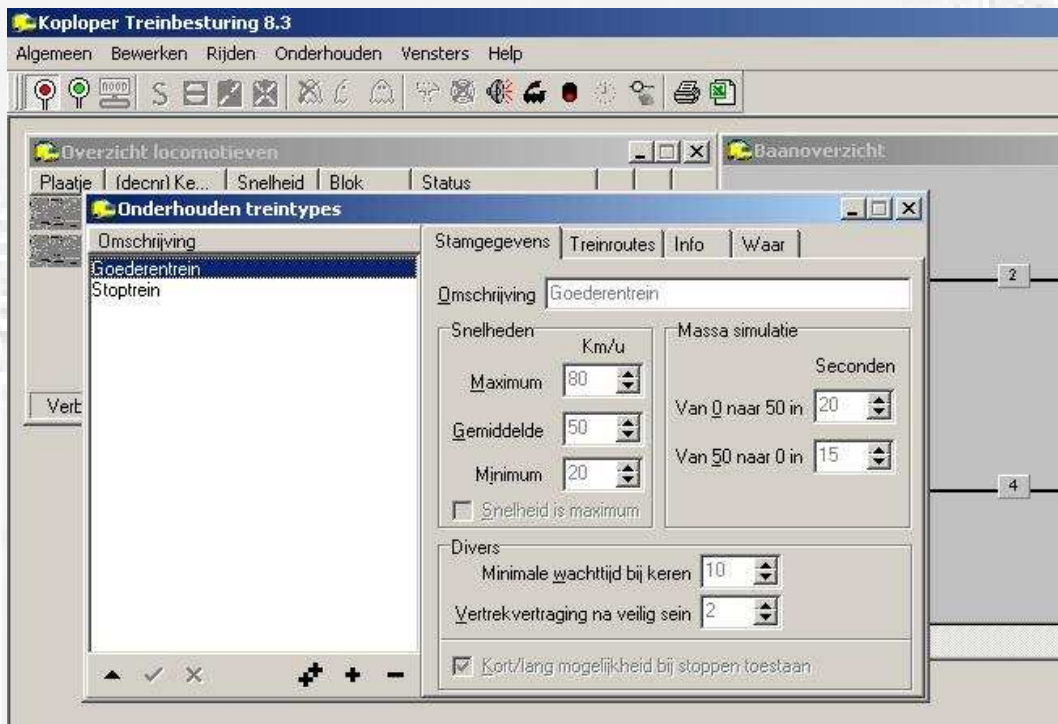 Koploper Treinbesturing 8.3
Algemeen Bewerken Rijden Onderhouden Vensters Help
Overzicht locomotieven
Baanoverzicht
Plaatje (decnr) Ke... Snelheid Blok Status
Onderhouden treintypes
Omschrijving
Goederentrein
Stoptrein
Stamgegevens Treinroutes Info Waar
Omschrijving Goederentrein
Snelheden
Km/u
Maximum 80
Gemiddelde 50
Minimum 20
Snelheid is maximum
Massa simulatie
Seconden
Van 0 naar 50 in 20
Van 50 naar 0 in 15
Divers
Minimale wachttijd bij keren 10
Vertrekvertraging na veilig sein 2
Kort/lang mogelijkheid bij stoppen toestaan
Verb
2
4